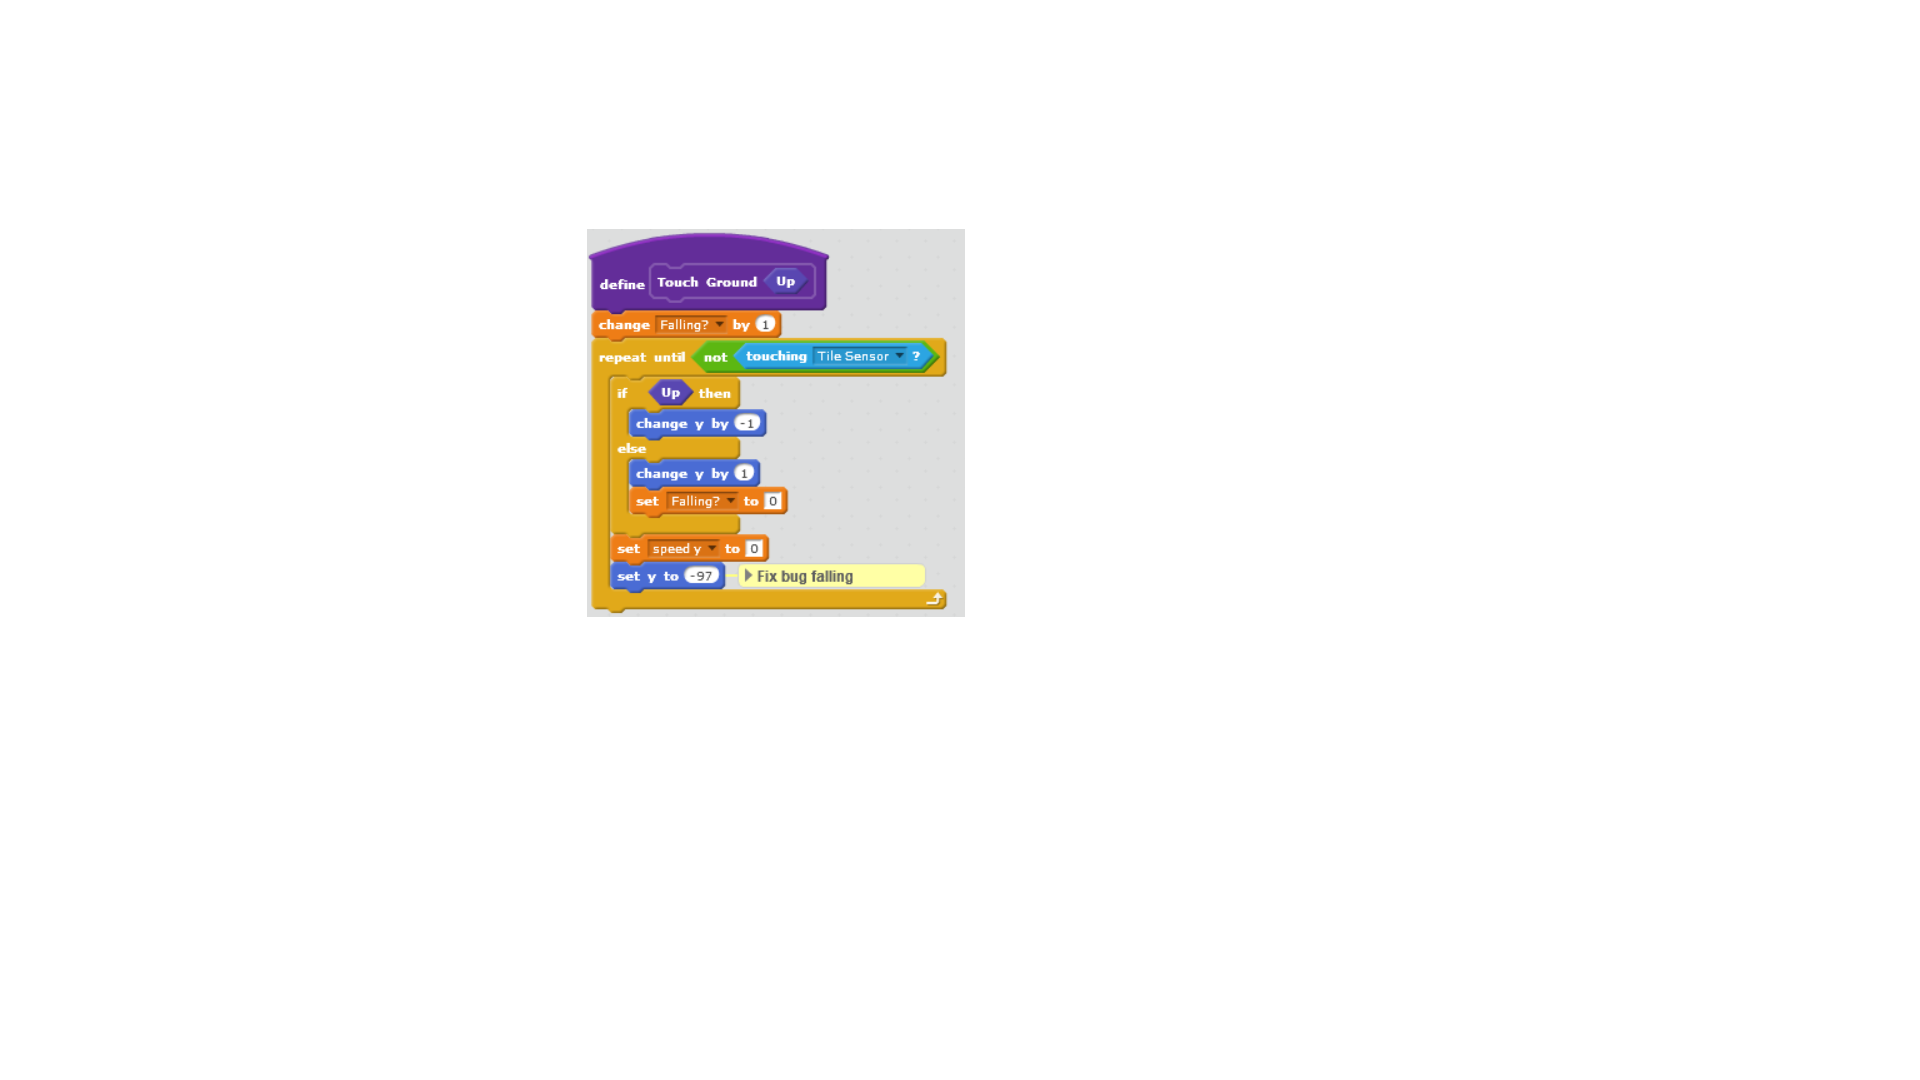 define Touch Ground Up
change Falling? by 1
repeat until not touching Tile Sensor ?
if Up then
change y by -1
else
change y by 1
set Falling? to 0
set speed y to 0
set y to -97 Fix bug falling